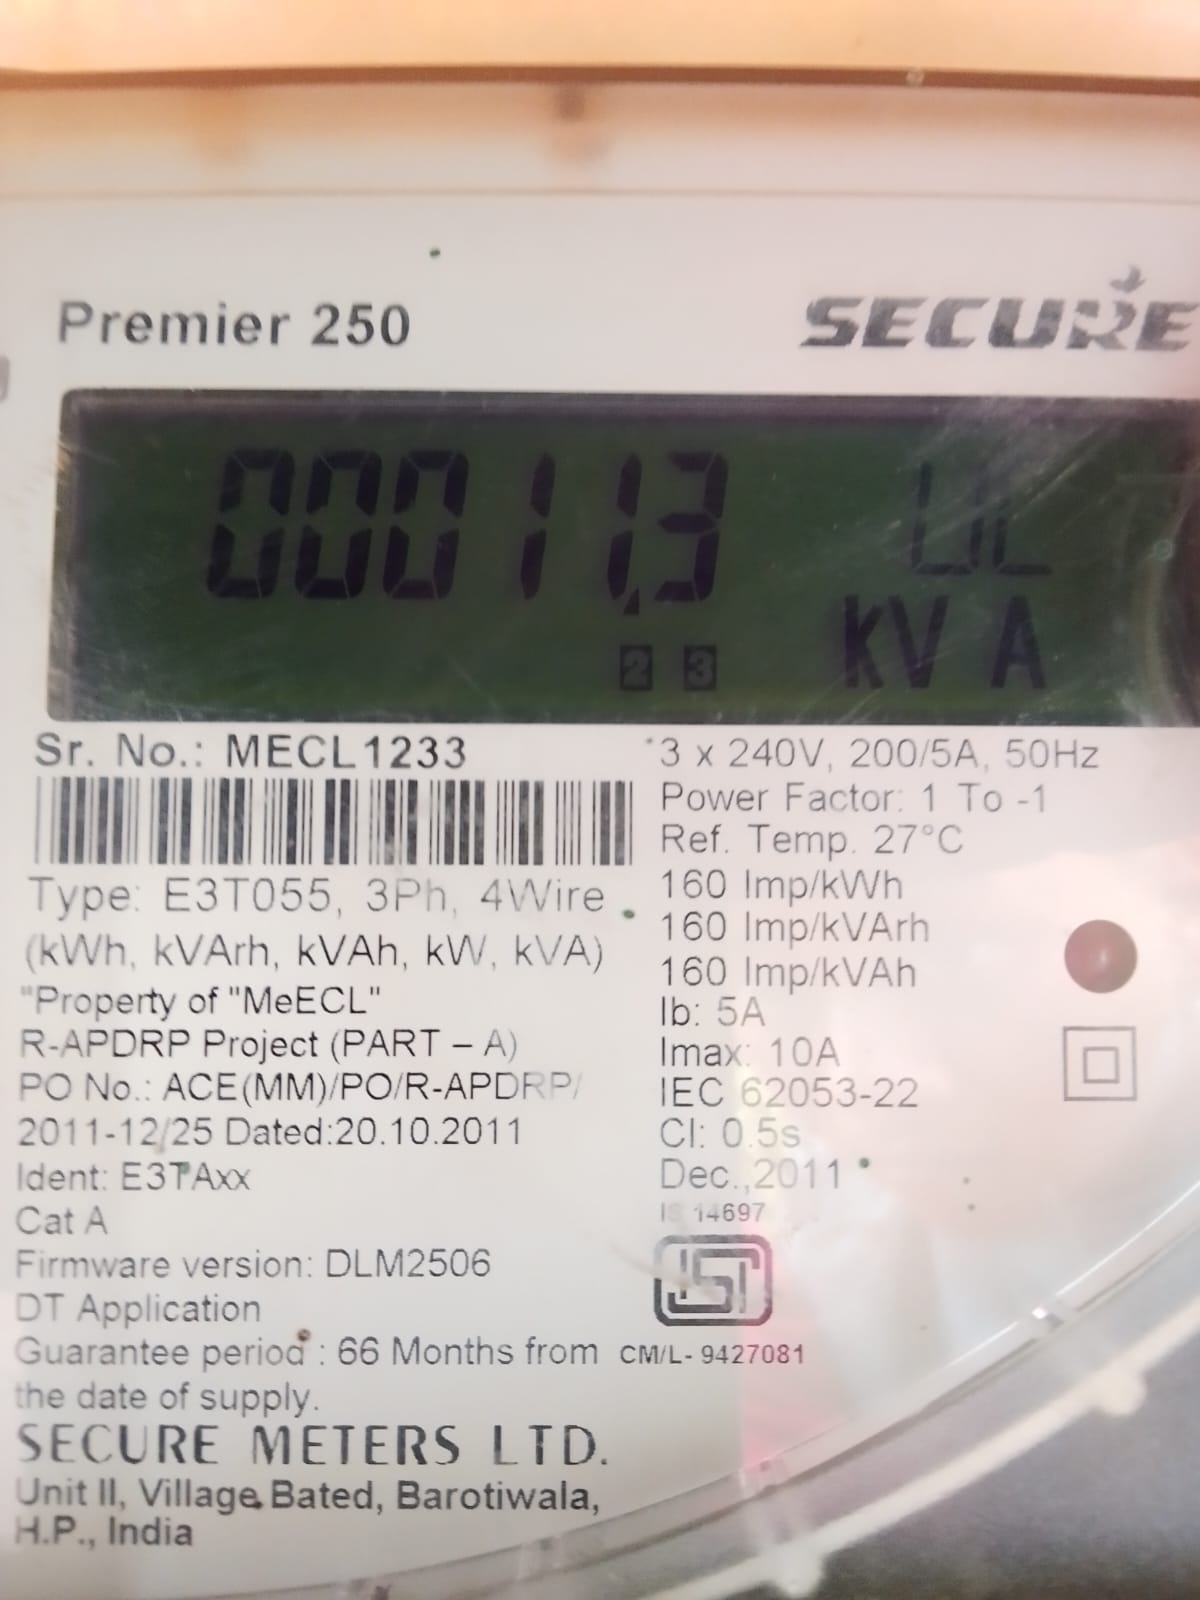 Premier 250
SECURE
000011.3 UL
KV A
2 3
Sr. No.: MECL1233
Type: E3T055, 3Ph, 4Wire
(kWh, kVArh, kVAh, kW, kVA)
"Property of "MeECL"
R-APDRP Project (PART – A)
PO No.: ACE(MM)/PO/R-APDRP/
2011-12/25 Dated:20.10.2011
Ident: E3TAxx
Cat A
Firmware version: DLM2506
DT Application
Guarantee period : 66 Months from
the date of supply.
SECURE METERS LTD.
Unit II, Village Bated, Barotiwala,
H.P., India
3 x 240V, 200/5A, 50Hz
Power Factor: 1 To -1
Ref. Temp. 27°C
160 Imp/kWh
160 Imp/kVArh
160 Imp/kVAh
Ib: 5A
Imax: 10A
IEC 62053-22
Cl: 0.5s
Dec.,2011
IS 14697
ISI
CM/L- 9427081